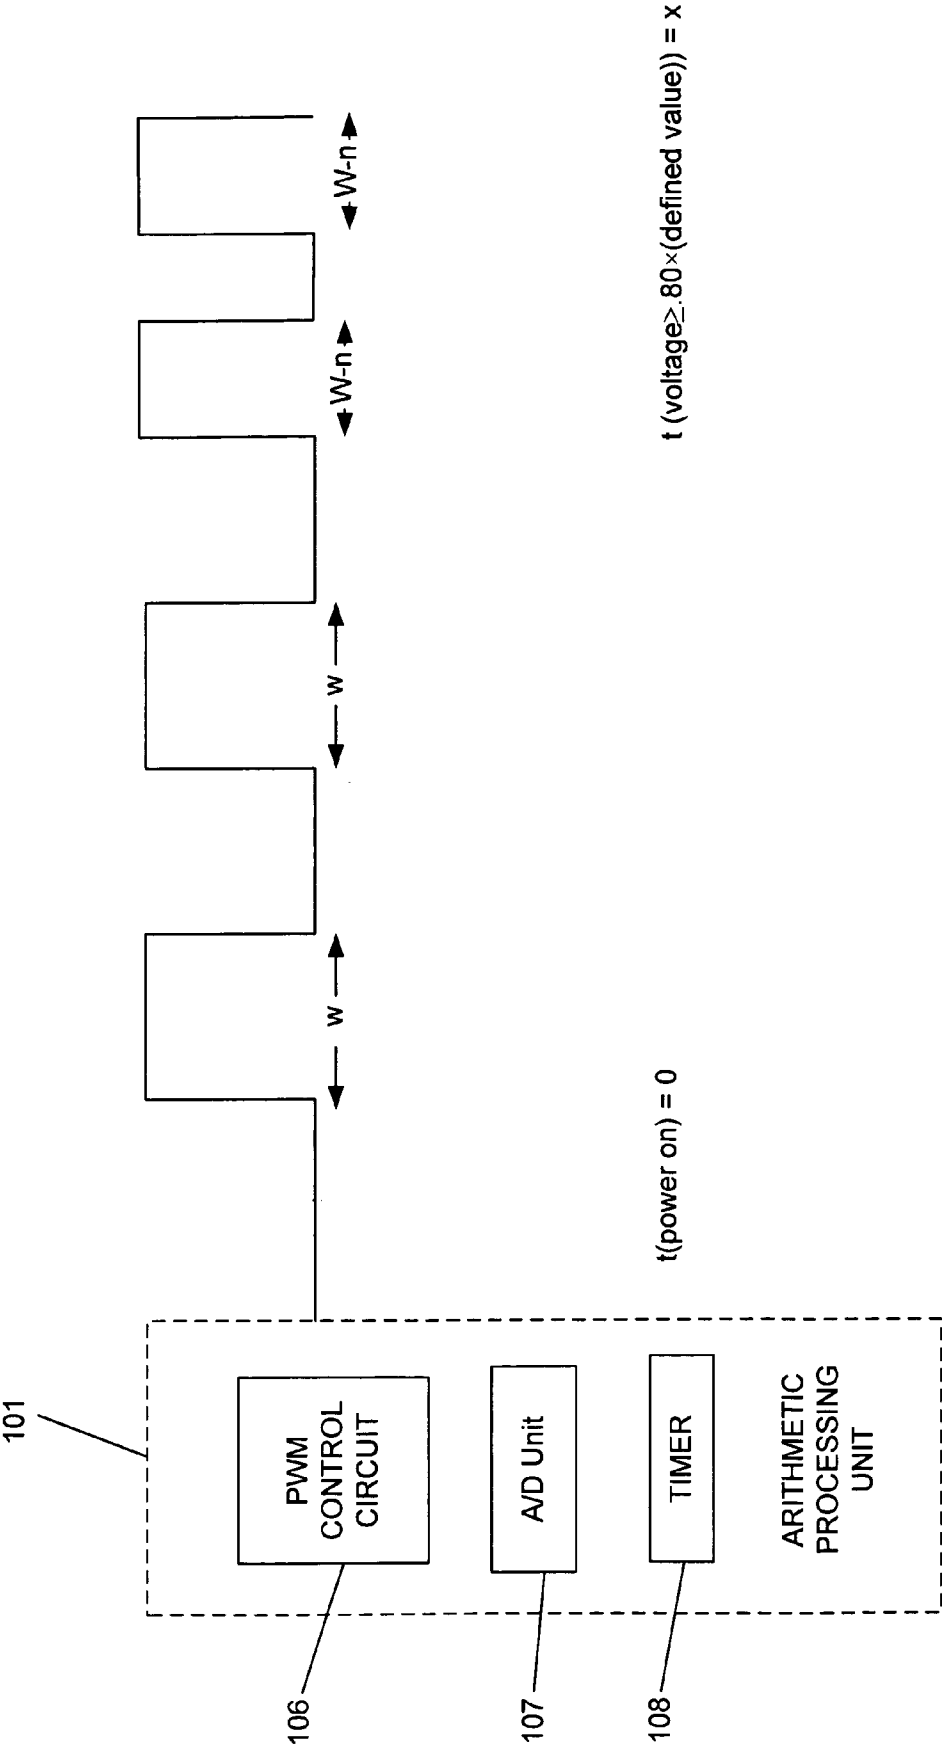 101
PWM
CONTROL
CIRCUIT
A/D Unit
TIMER
ARITHMETIC
PROCESSING
UNIT
106
107
108
w
w
W-n
W-n
t(power on) = 0
t (voltage≥.80×(defined value)) = x